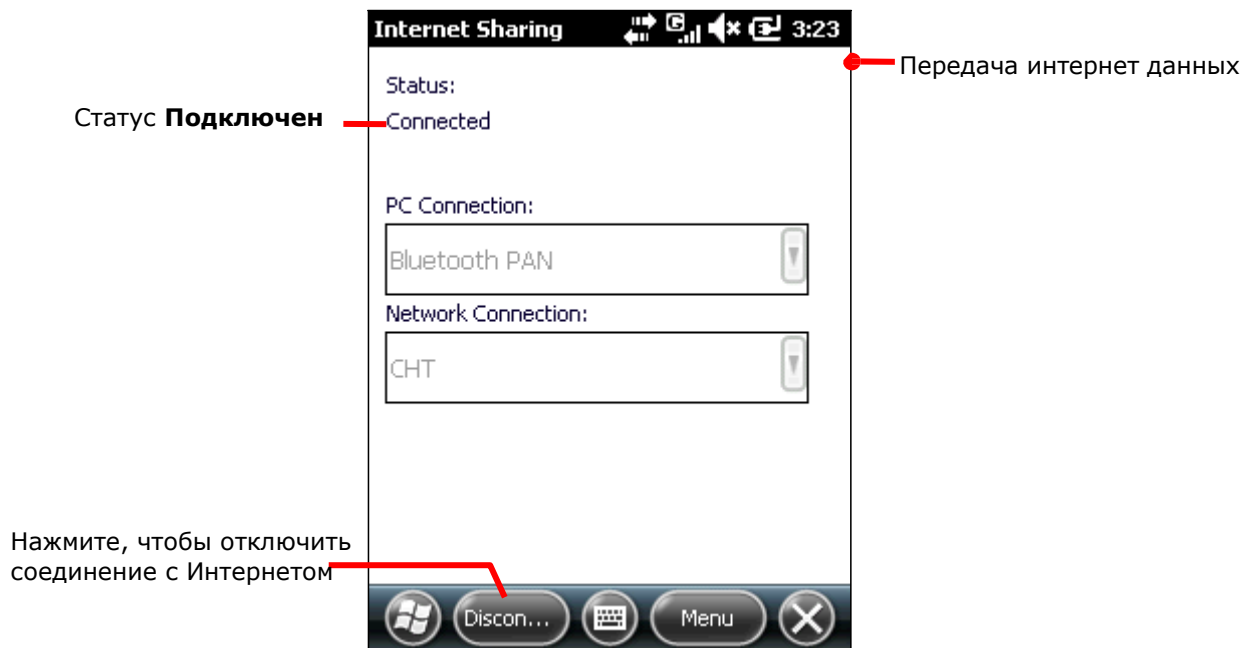 Internet Sharing G 3:23
Передача интернет данных
Status:
Статус Подключен
Connected
PC Connection:
Bluetooth PAN
Network Connection:
CHT
Нажмите, чтобы отключить
соединение с Интернетом
Discon... Menu